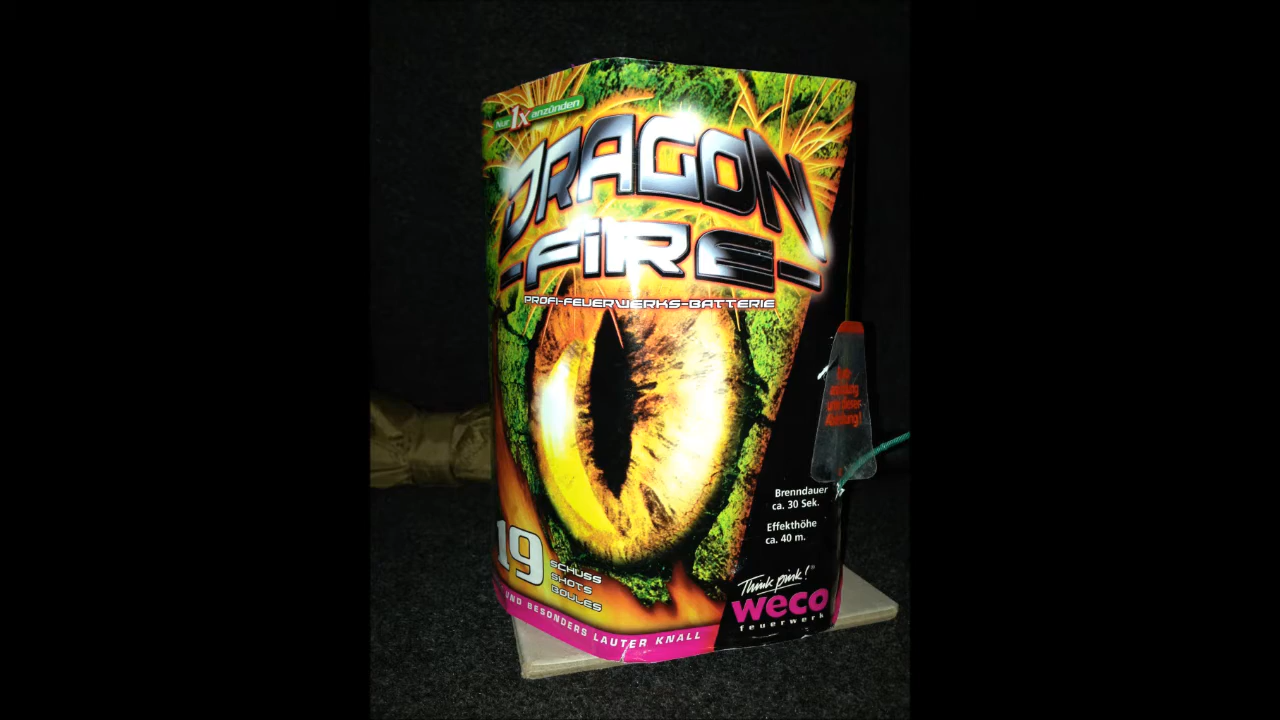 Nur 1x anzünden
DRAGON
FiRE
PROFI-FEUERWERKS-BATTERIE
Brenndauer
ca. 30 Sek.
Effekthöhe
ca. 40 m.
19
SCHUSS
SHOTS
BOULES
Think pink!®
weco
feuerwerk
UND BESONDERS LAUTER KNALL